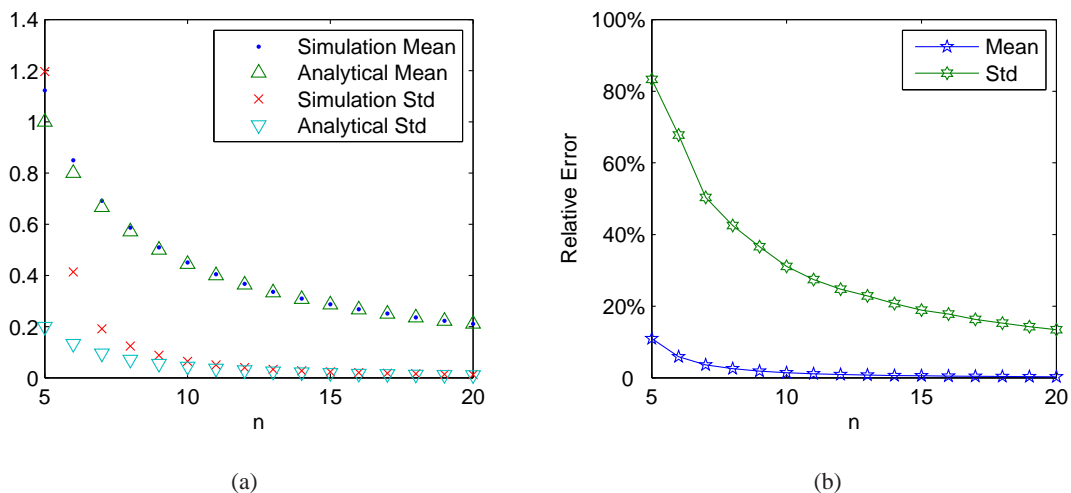 1.4
1.2
1
0.8
0.6
0.4
0.2
0
5
10
15
20
n
Simulation Mean
Analytical Mean
Simulation Std
Analytical Std
(a)
100%
80%
60%
40%
20%
0
Relative Error
5
10
15
20
n
Mean
Std
(b)